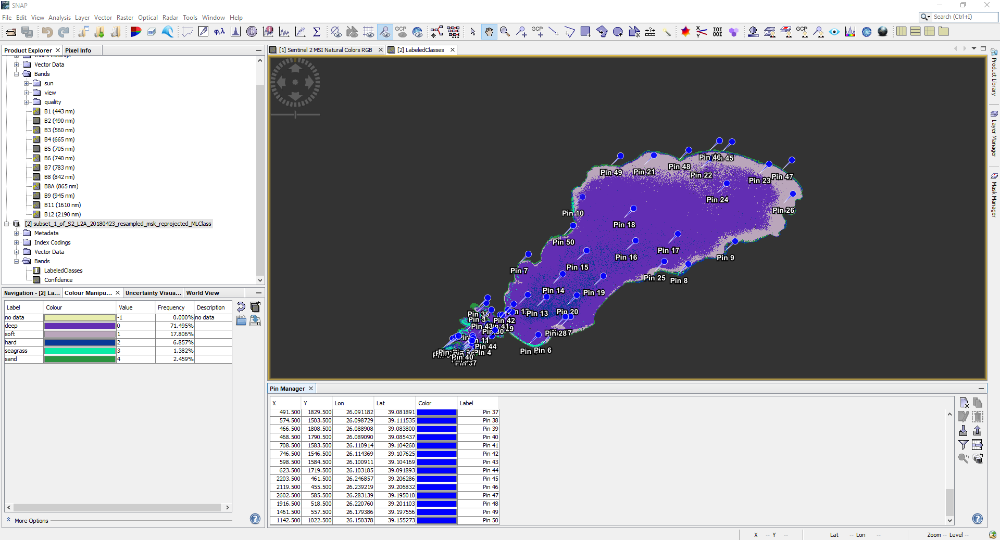 SNAP
File Edit View Analysis Layer Vector Raster Optical Radar Tools Window Help
Search (Ctrl+I)
GCP
GCP
GCP
Product Explorer
Pixel Info
Index Codings
Vector Data
Bands
sun
view
quality
B1 (443 nm)
B2 (490 nm)
B3 (560 nm)
B4 (665 nm)
B5 (705 nm)
B6 (740 nm)
B7 (783 nm)
B8 (842 nm)
B8A (865 nm)
B9 (945 nm)
B11 (1610 nm)
B12 (2190 nm)
[2] subset_1_of_S2_L2A_20180423_resampled_msk_reprojected_MLClass
Metadata
Index Codings
Vector Data
Bands
LabeledClasses
Confidence
Navigation - [2] La...
Colour Manipu...
Uncertainty Visua...
World View
Label Colour Value Frequency Description
no data -1 0.000% no data
deep 0 71.495%
soft 1 17.806%
hard 2 6.857%
seagrass 3 1.382%
sand 4 2.459%
More Options
[1] Sentinel 2 MSI Natural Colors RGB
[2] LabeledClasses
Pin 46
45
Pin 49
Pin 21
Pin 48
Pin 22
Pin 23
Pin 47
Pin 24
Pin 26
Pin 10
Pin 18
Pin 50
Pin 16
Pin 17
Pin 9
Pin 7
Pin 15
Pin 25
Pin 8
Pin 14
Pin 19
Pin 13
Pin 20
Pin 38
Pin 3
Pin 42
Pin 43
Pin 44
Pin 4
Pin 40
Pin 6
Product Library
Layer Manager
Mask Manager
Pin Manager
X Y Lon Lat Color Label
491.500 1829.500 26.091182 39.081891 Pin 37
574.500 1503.500 26.098729 39.111535 Pin 38
466.500 1808.500 26.088908 39.083800 Pin 39
468.500 1790.500 26.089090 39.085437 Pin 40
708.500 1583.500 26.110914 39.104260 Pin 41
746.500 1546.500 26.114369 39.107625 Pin 42
598.500 1584.500 26.100911 39.104169 Pin 43
623.500 1719.500 26.103185 39.091893 Pin 44
2203.500 461.500 26.246857 39.206286 Pin 45
2119.500 455.500 26.239219 39.206832 Pin 46
2602.500 585.500 26.283139 39.195010 Pin 47
1916.500 518.500 26.220760 39.201103 Pin 48
1461.500 557.500 26.179386 39.197556 Pin 49
1142.500 1022.500 26.150378 39.155273 Pin 50
X -- Y -- Lat -- Lon -- Zoom -- Level --